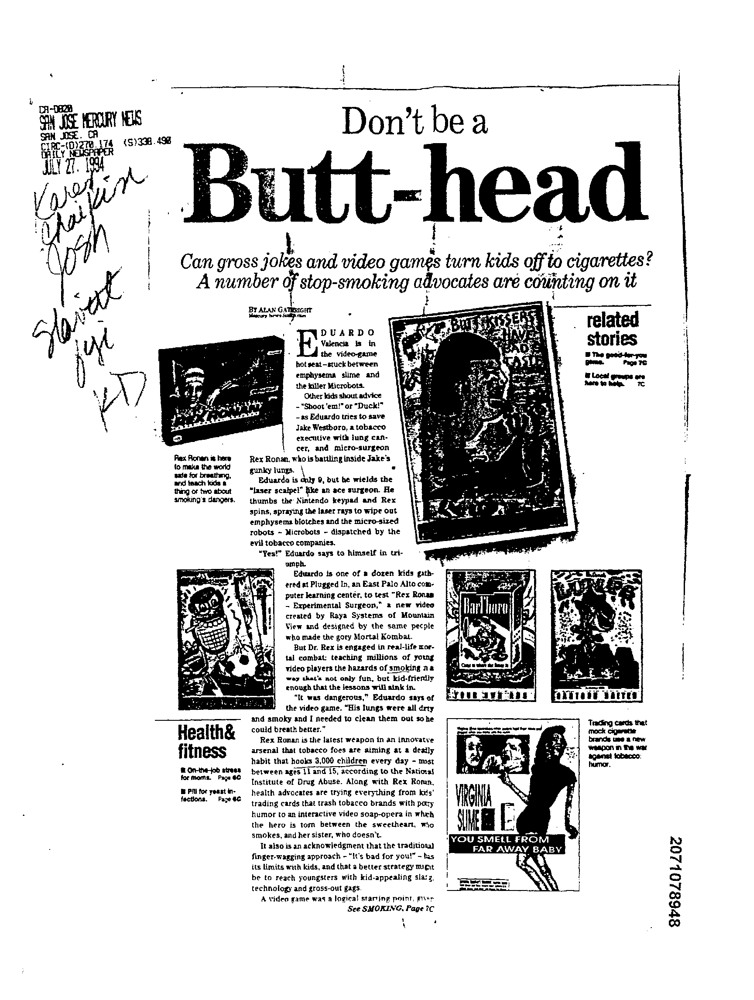 CA-D820
SAN JOSE MERCURY NEWS
SAN JOSE, CA
CIRC-(D)270,174 (S)338,498
DAILY NEWSPAPER
JULY 27, 1994
Karen
Chaikin
Josh
Slavitt
KD
Don't be a
Butt-head
Can gross jokes and video games turn kids off to cigarettes?
A number of stop-smoking advocates are counting on it
BY ALAN GATHRIGHT
EDUARDO
Valencia is in
the video-game
hot seat – stuck between
emphysema slime and
the killer Microbots.
Other kids shout advice
– "Shoot 'em!" or "Duck!"
– as Eduardo tries to save
Jake Westboro, a tobacco
executive with lung can-
cer, and micro-surgeon
Rex Ronan, who is battling inside Jake's
gunky lungs.
Eduardo is only 9, but he wields the
"laser scalpel" like an ace surgeon. He
thumbs the Nintendo keypad and Rex
spins, spraying the laser rays to wipe out
emphysema blotches and the micro-sized
robots – Microbots – dispatched by the
evil tobacco companies.
"Yes!" Eduardo says to himself in tri-
umph.
Eduardo is one of a dozen kids gath-
ered at Plugged In, an East Palo Alto com-
puter learning center, to test "Rex Ronan
– Experimental Surgeon," a new video
created by Raya Systems of Mountain
View and designed by the same people
who made the gory Mortal Kombat.
But Dr. Rex is engaged in real-life mor-
tal combat: teaching millions of young
video players the hazards of smoking in a
way that's not only fun, but kid-friendly
enough that the lessons will sink in.
"It was dangerous," Eduardo says of
the video game. "His lungs were all dirty
and smoky and I needed to clean them out so he
could breath better."
Rex Ronan is the latest weapon in an innovative
arsenal that tobacco foes are aiming at a deadly
habit that hooks 3,000 children every day – most
between ages 11 and 15, according to the National
Institute of Drug Abuse. Along with Rex Ronan,
health advocates are trying everything from kids'
trading cards that trash tobacco brands with potty
humor to an interactive video soap-opera in which
the hero is torn between the sweetheart, who
smokes, and her sister, who doesn't.
It also is an acknowledgment that the traditional
finger-wagging approach – "It's bad for you!" – has
its limits with kids, and that a better strategy might
be to reach youngsters with kid-appealing slang,
technology and gross-out gags.
A video game was a logical starting point, given
See SMOKING, Page 7C
related
stories
The good-for-you
game. Page 7C
Local groups are
here to help. 7C
Rex Ronan is here
to make the world
safe for breathing,
and teach kids a
thing or two about
smoking's dangers.
BUTT KISSERS
HAVE
BAD
TASTE
Barfboro
Trading cards that
mock cigarette
brands use a new
weapon in the war
against tobacco:
humor.
VIRGINIA
SLIME
YOU SMELL FROM
FAR AWAY BABY
Health&
fitness
On-the-job stress
for moms. Page 6C
Pill for yeast in-
fections. Page 6C
2071078948